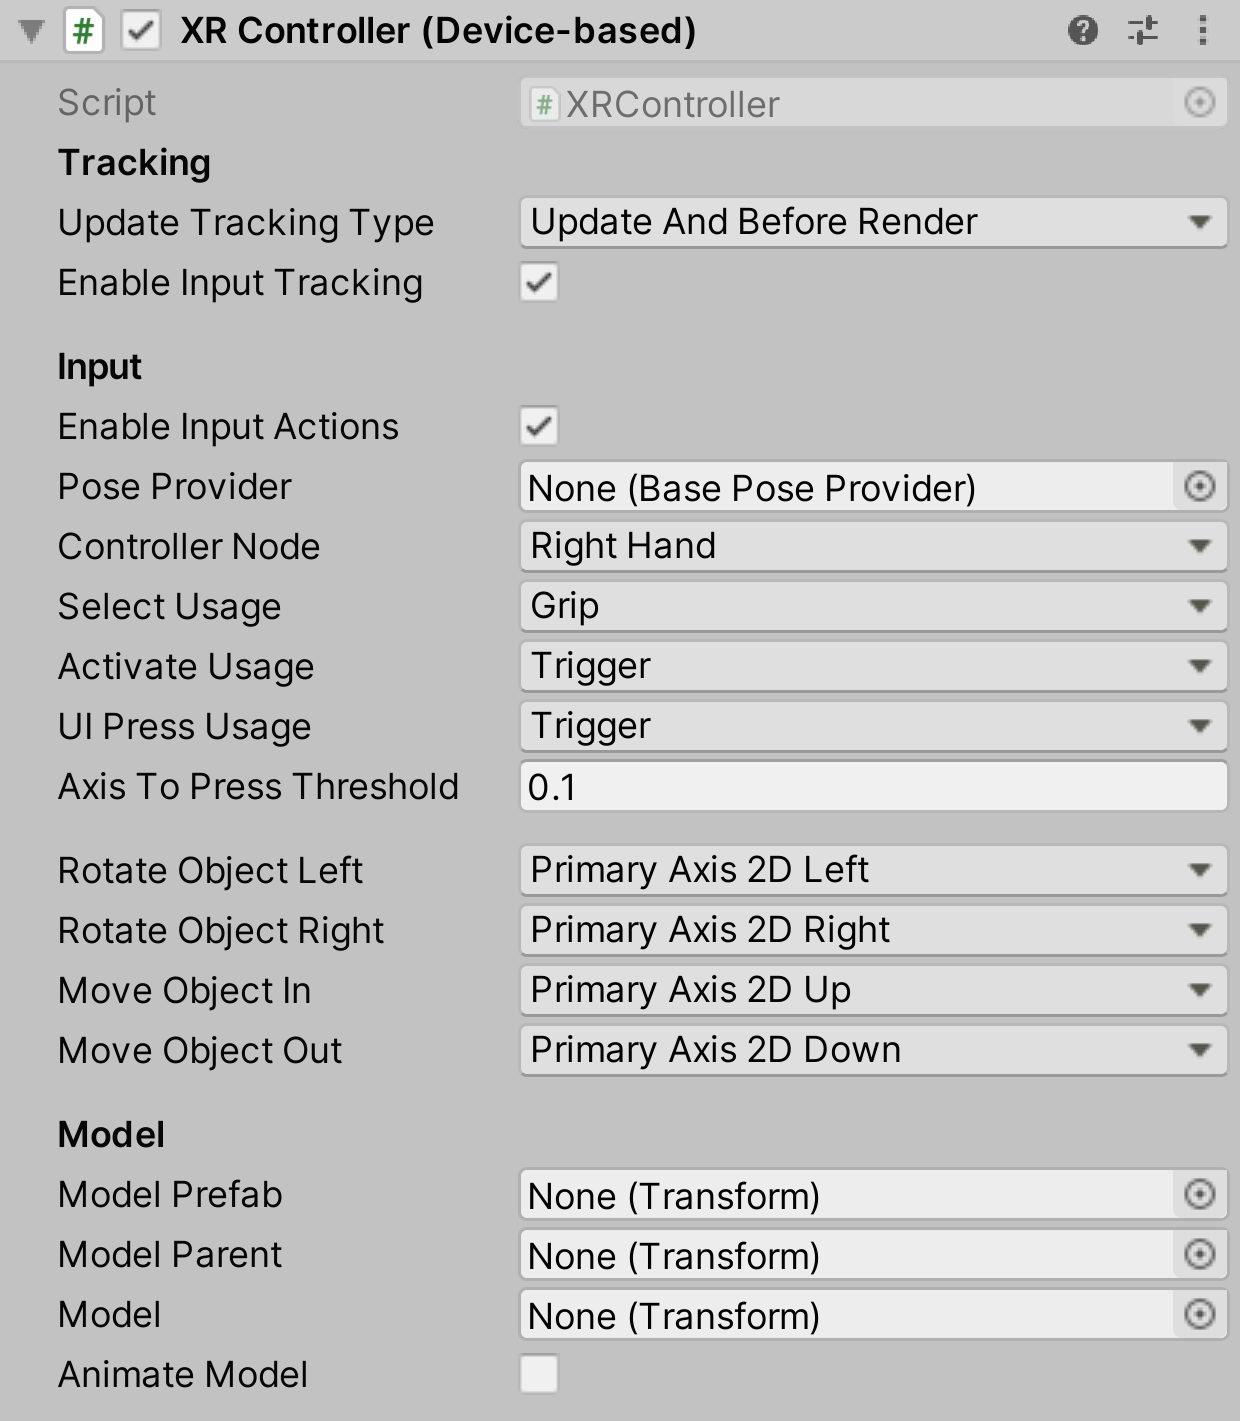 XR Controller (Device-based)
Script XRController
Tracking
Update Tracking Type Update And Before Render
Enable Input Tracking
Input
Enable Input Actions
Pose Provider None (Base Pose Provider)
Controller Node Right Hand
Select Usage Grip
Activate Usage Trigger
UI Press Usage Trigger
Axis To Press Threshold 0.1
Rotate Object Left Primary Axis 2D Left
Rotate Object Right Primary Axis 2D Right
Move Object In Primary Axis 2D Up
Move Object Out Primary Axis 2D Down
Model
Model Prefab None (Transform)
Model Parent None (Transform)
Model None (Transform)
Animate Model